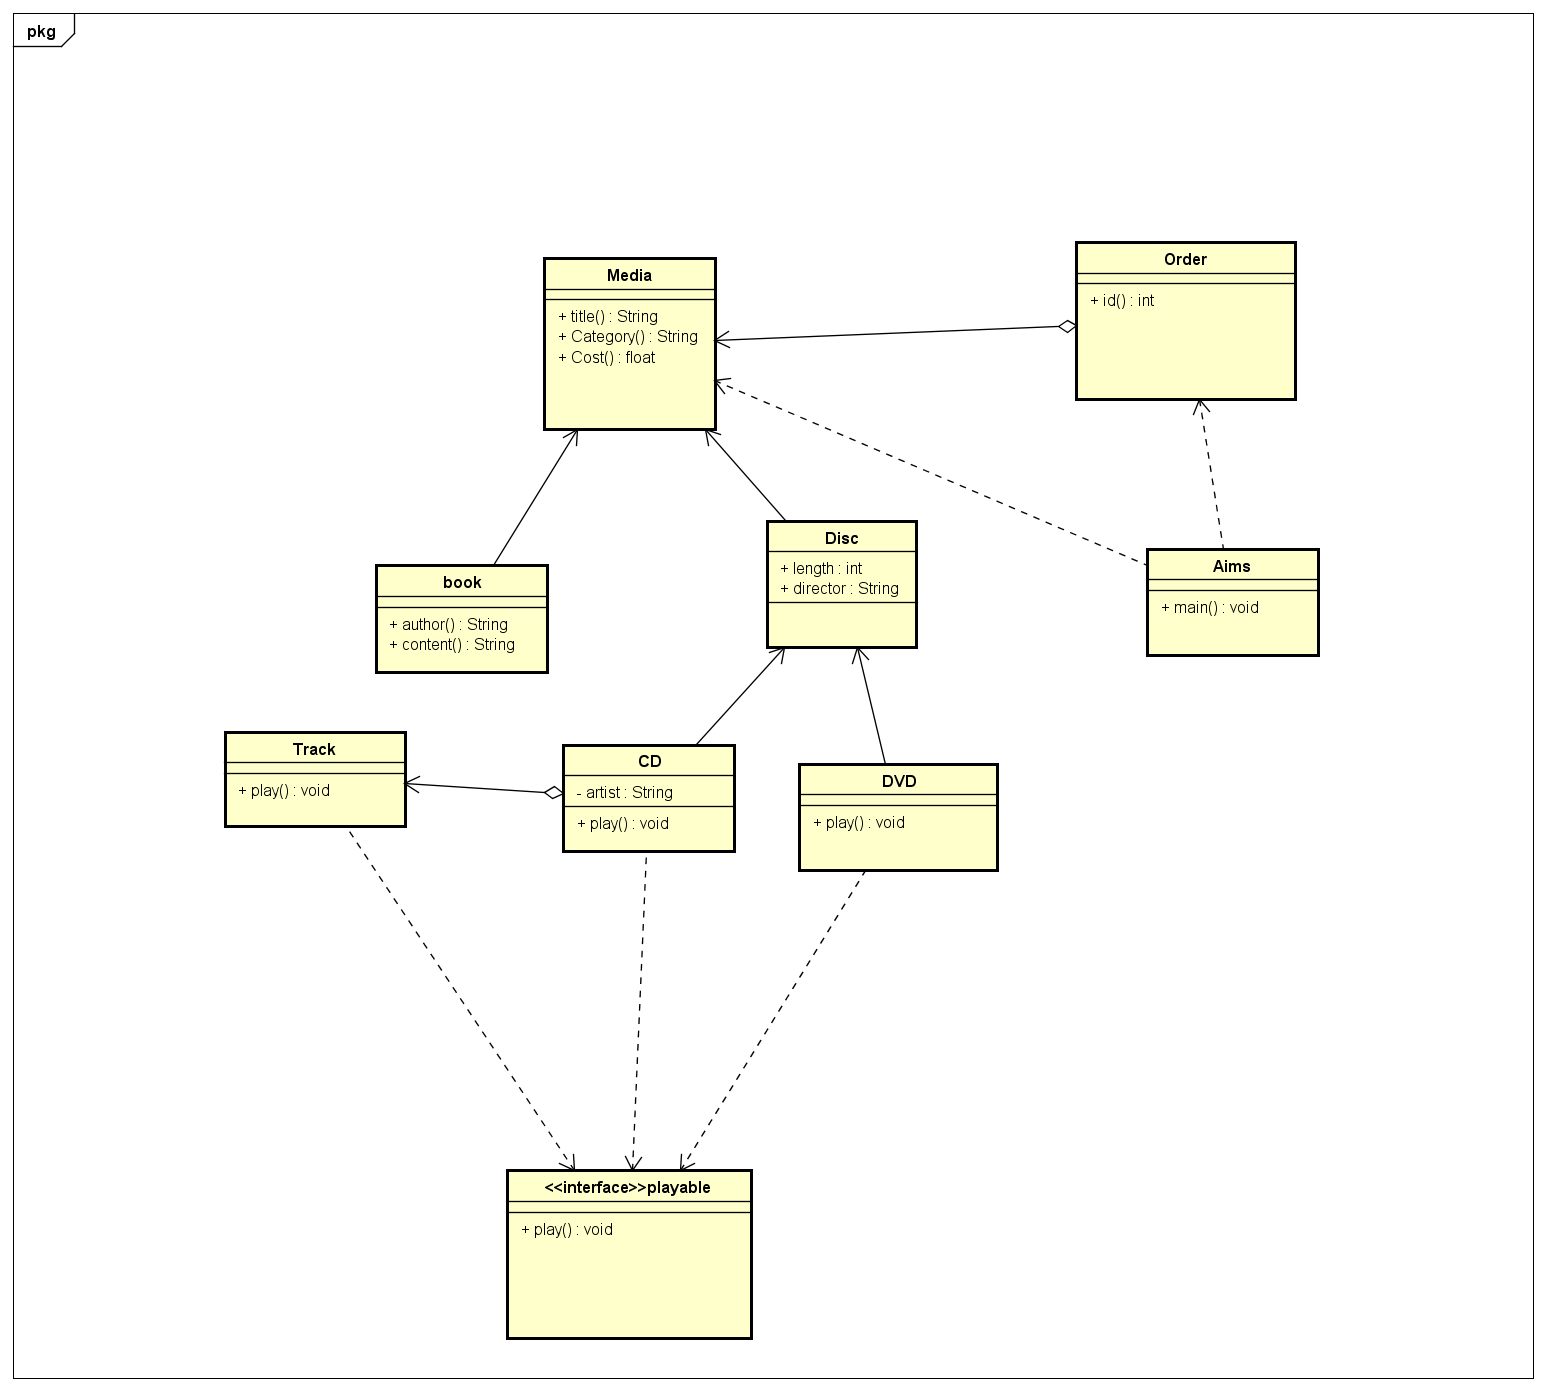 pkg
Media
+ title() : String
+ Category() : String
+ Cost() : float
Order
+ id() : int
book
+ author() : String
+ content() : String
Disc
+ length : int
+ director : String
Aims
+ main() : void
Track
+ play() : void
CD
- artist : String
+ play() : void
DVD
+ play() : void
<<interface>>playable
+ play() : void